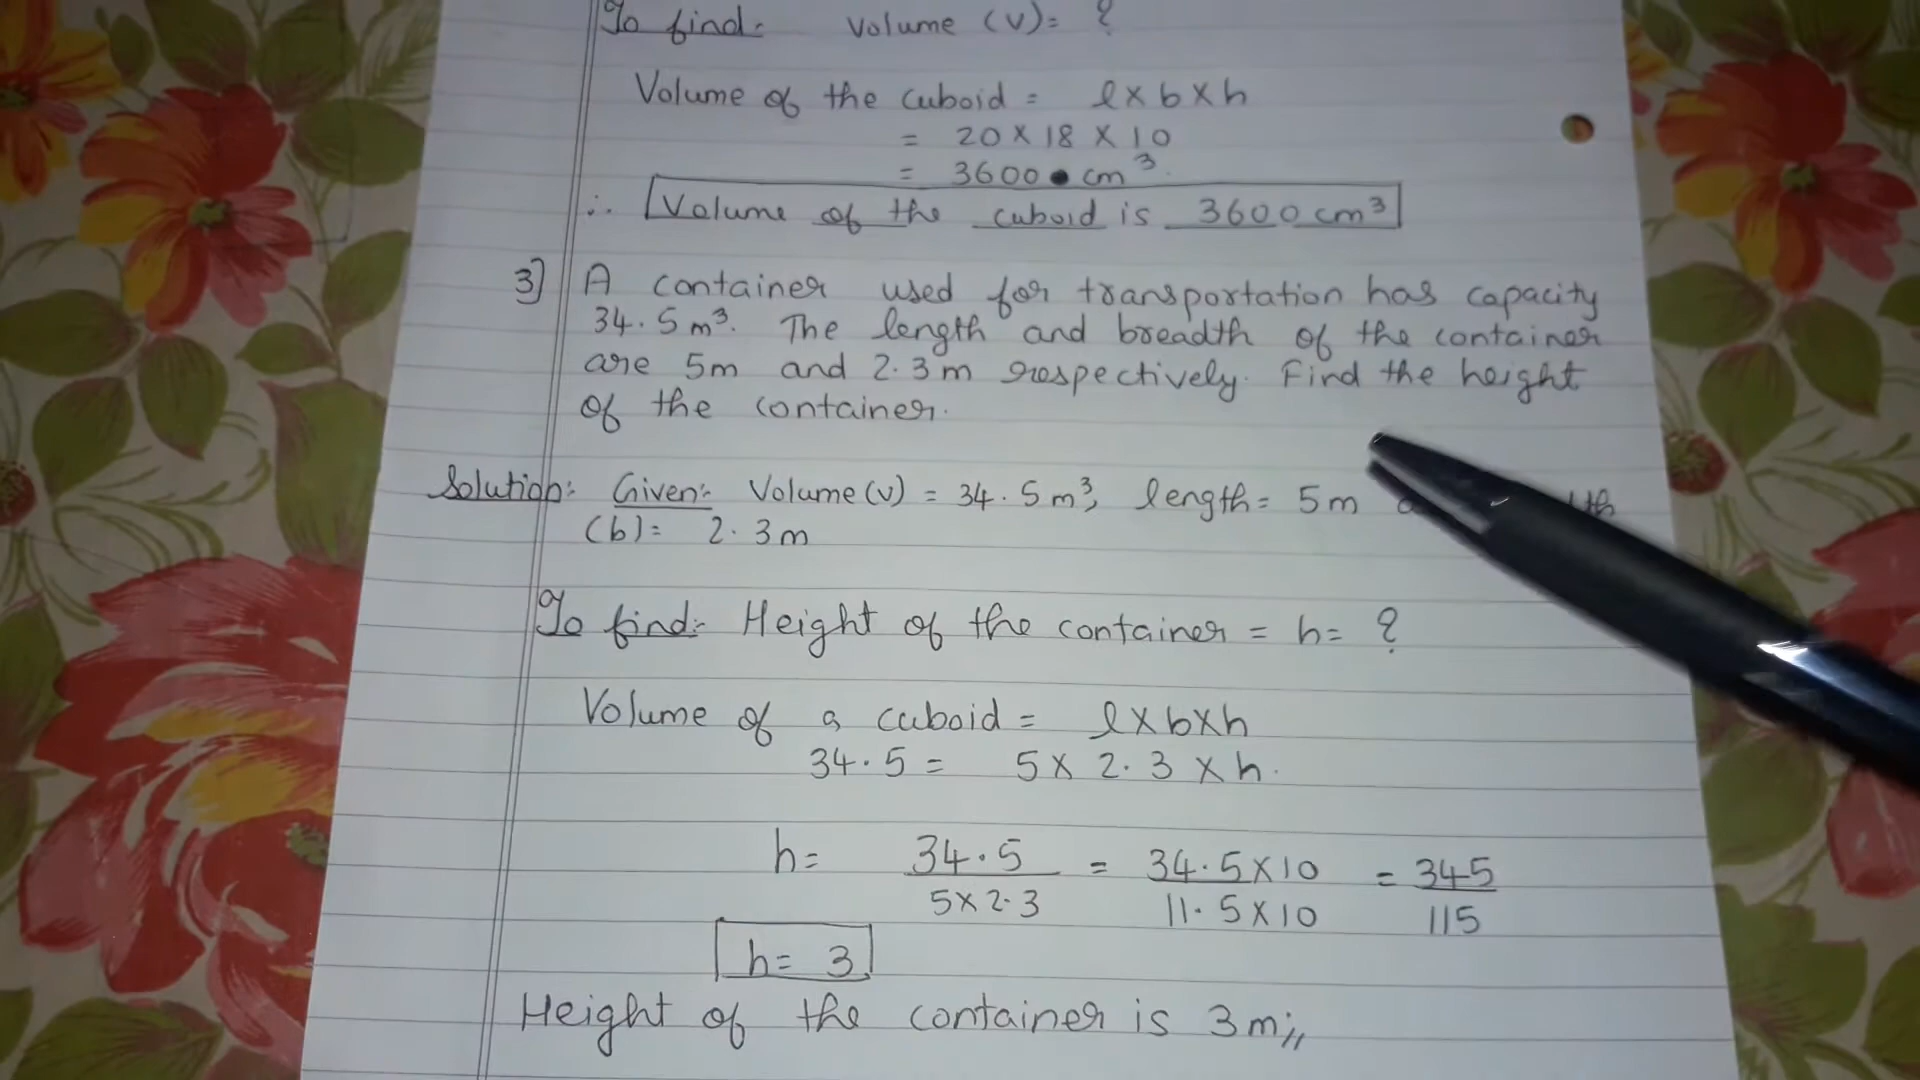 To find:- Volume (V)= ?
Volume of the cuboid = l×b×h
= 20×18×10
= 3600 cm³.
∴ Volume of the cuboid is 3600 cm³
3] A container used for transportation has capacity
34.5 m³. The length and breadth of the container
are 5m and 2.3m respectively. Find the height
of the container.
Solution:- Given:- Volume(v) = 34.5 m³, length= 5m
(b)= 2.3m
To find:- Height of the container = h= ?
Volume of a cuboid = l×b×h
34.5 = 5×2.3×h.
h= 34.5 / 5×2.3 = 34.5×10 / 11.5×10 = 345 / 115
h= 3
Height of the container is 3m;//